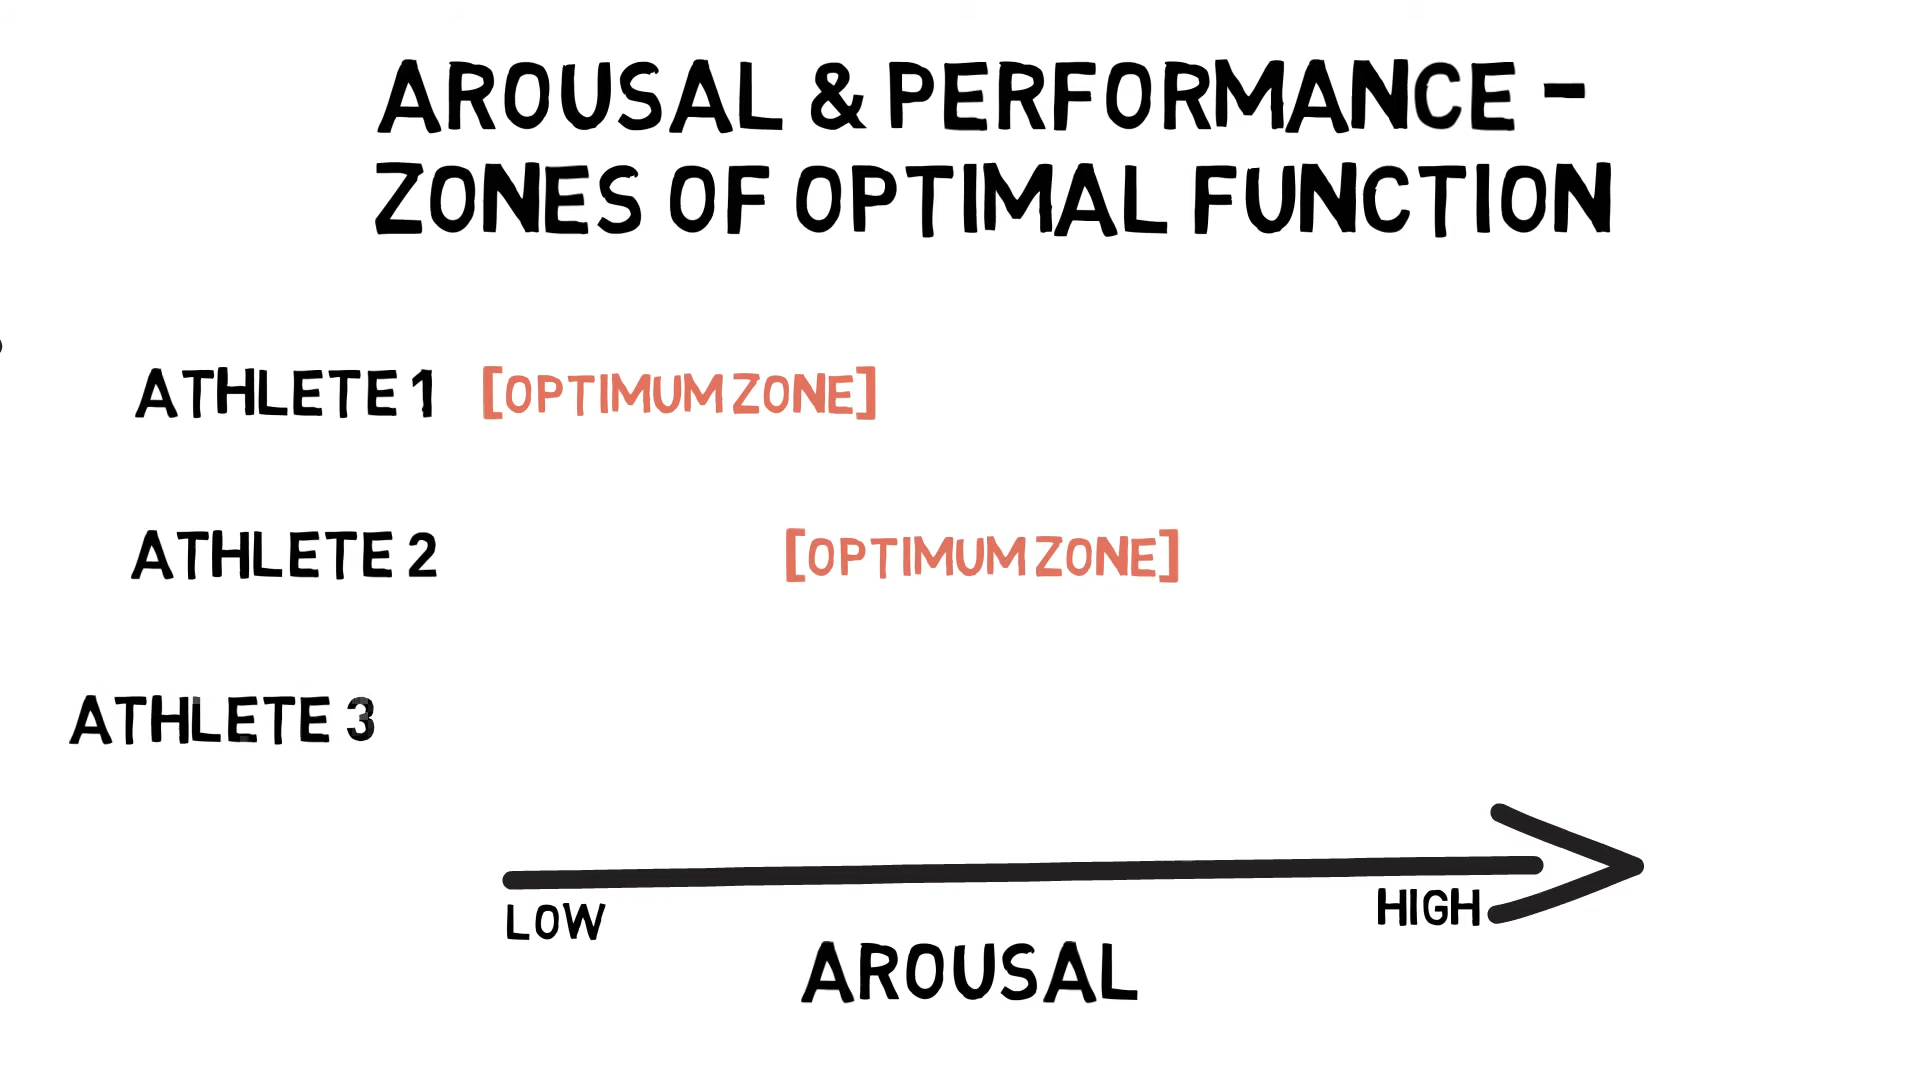 AROUSAL & PERFORMANCE -
ZONES OF OPTIMAL FUNCTION
ATHLETE 1 [OPTIMUM ZONE]
ATHLETE 2 [OPTIMUM ZONE]
ATHLETE 3
LOW HIGH
AROUSAL